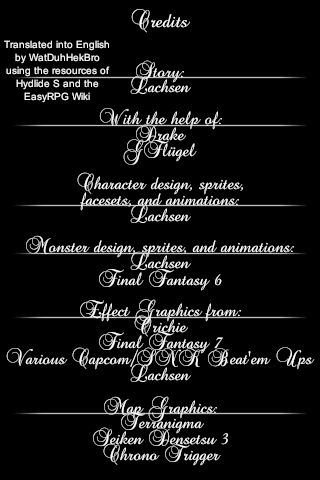 Credits
Translated into English
by WatDuhHekBro
using the resources of
Hydlide S and the
EasyRPG Wiki
Story:
Lachsen
With the help of:
Drake
G-Flügel
Character design, sprites,
facesets, and animations:
Lachsen
Monster design, sprites, and animations:
Lachsen
Final Fantasy 6
Effect Graphics from:
Crichie
Final Fantasy 7
Various Capcom/SNK Beat'em Ups
Lachsen
Map Graphics:
Terranigma
Seiken Densetsu 3
Chrono Trigger